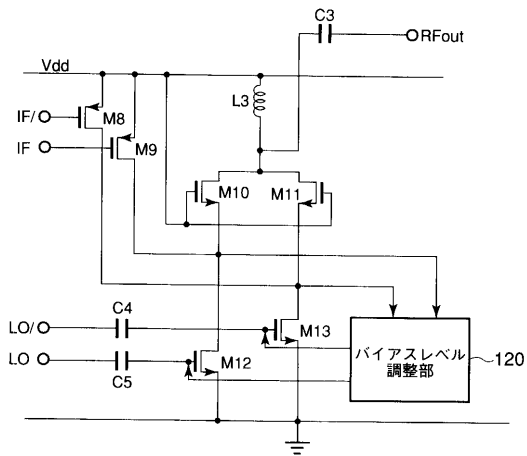 C3
RFout
Vdd
L3
IF/
M8
IF
M9
M10
M11
C4
LO/
M13
LO
C5
M12
バイアスレベル
調整部
120